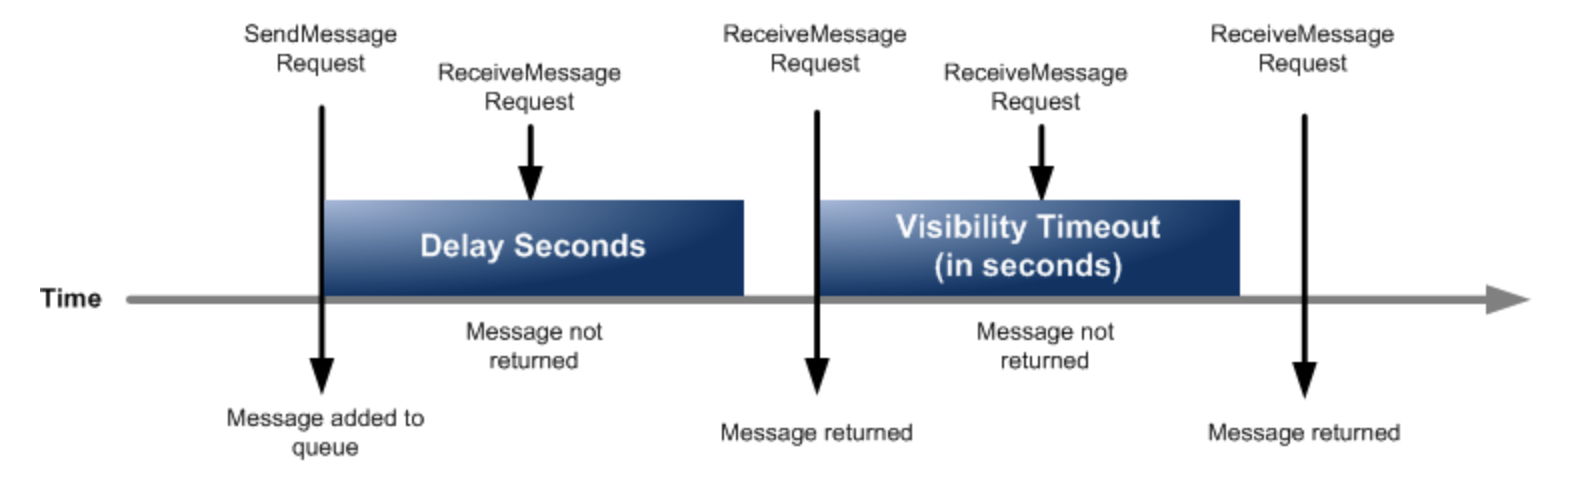 SendMessage
Request
ReceiveMessage
Request
ReceiveMessage
Request
ReceiveMessage
Request
ReceiveMessage
Request
Delay Seconds
Visibility Timeout
(in seconds)
Time
Message not
returned
Message not
returned
Message added to
queue
Message returned
Message returned